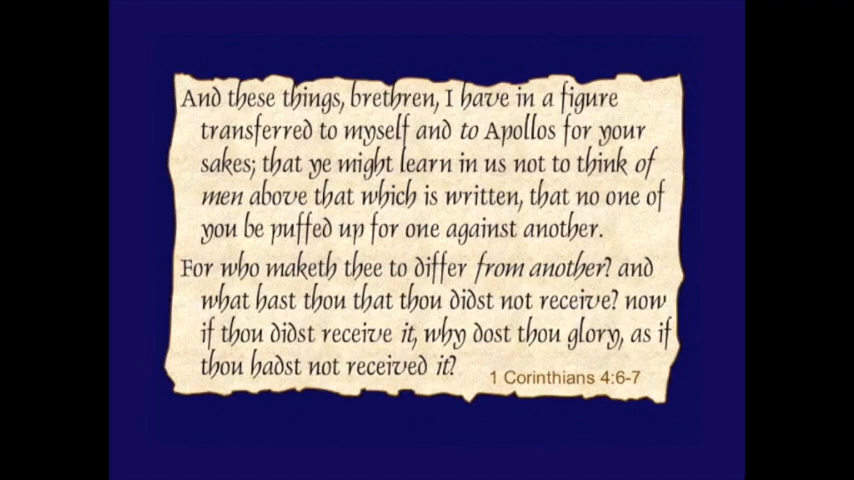 And these things, brethren, I have in a figure
transferred to myself and to Apollos for your
sakes; that ye might learn in us not to think of
men above that which is written, that no one of
you be puffed up for one against another.
For who maketh thee to differ from another? and
what hast thou that thou didst not receive? now
if thou didst receive it, why dost thou glory, as if
thou hadst not received it?
1 Corinthians 4:6-7